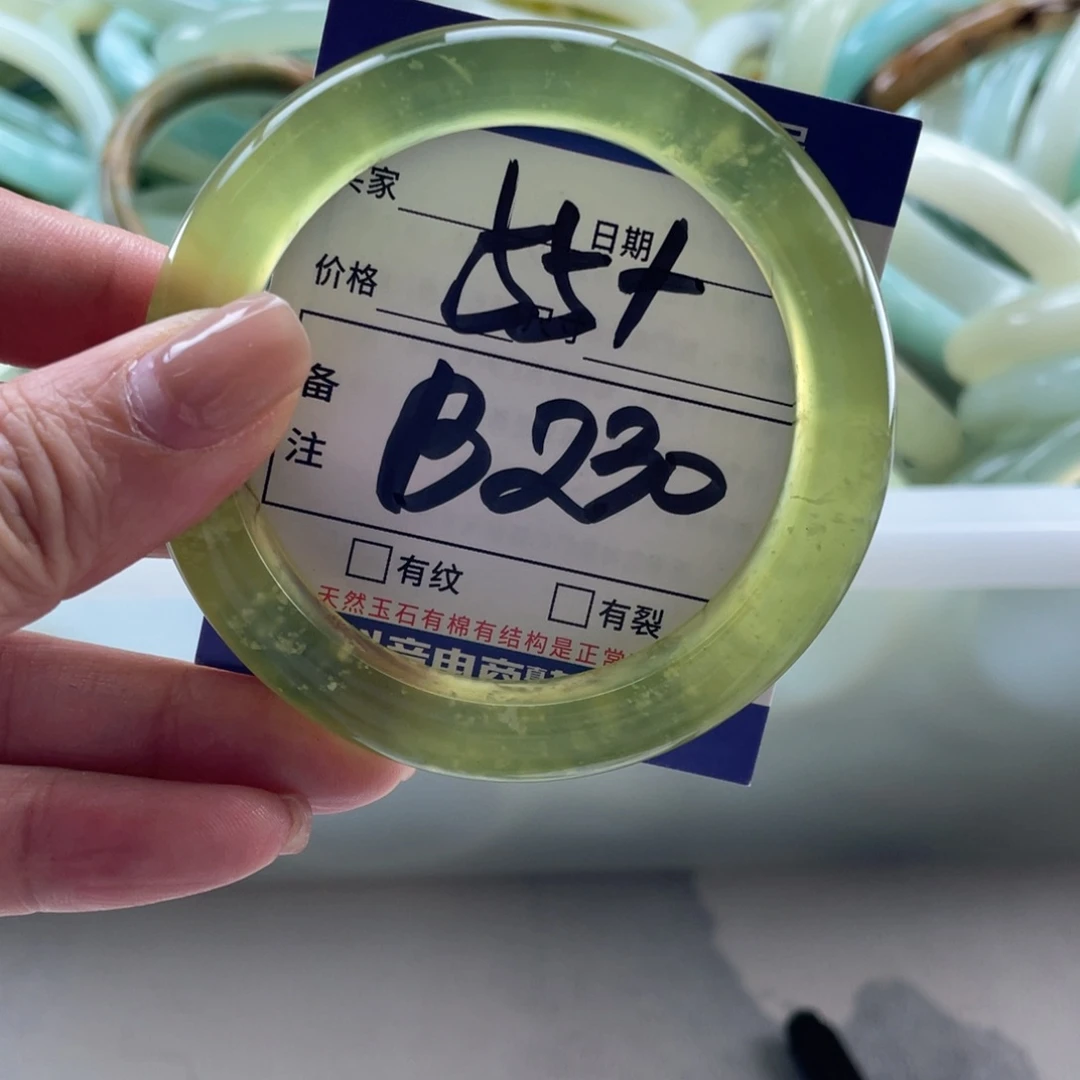 家 日期
55+
价格
备注
B230
□有纹 □有裂
天然玉石有棉有结构是正常